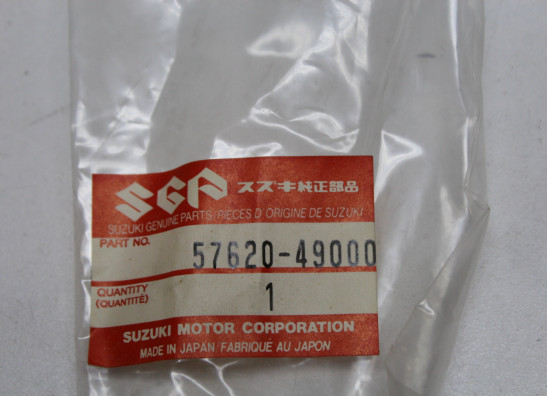 SGP スズキ純正部品
SUZUKI GENUINE PARTS/PIECES D' ORIGINE DE SUZUKI
PART NO. 57620-49000
QUANTITY
(QUANTITÉ) 1
SUZUKI MOTOR CORPORATION
MADE IN JAPAN/FABRIQUÉ AU JAPON